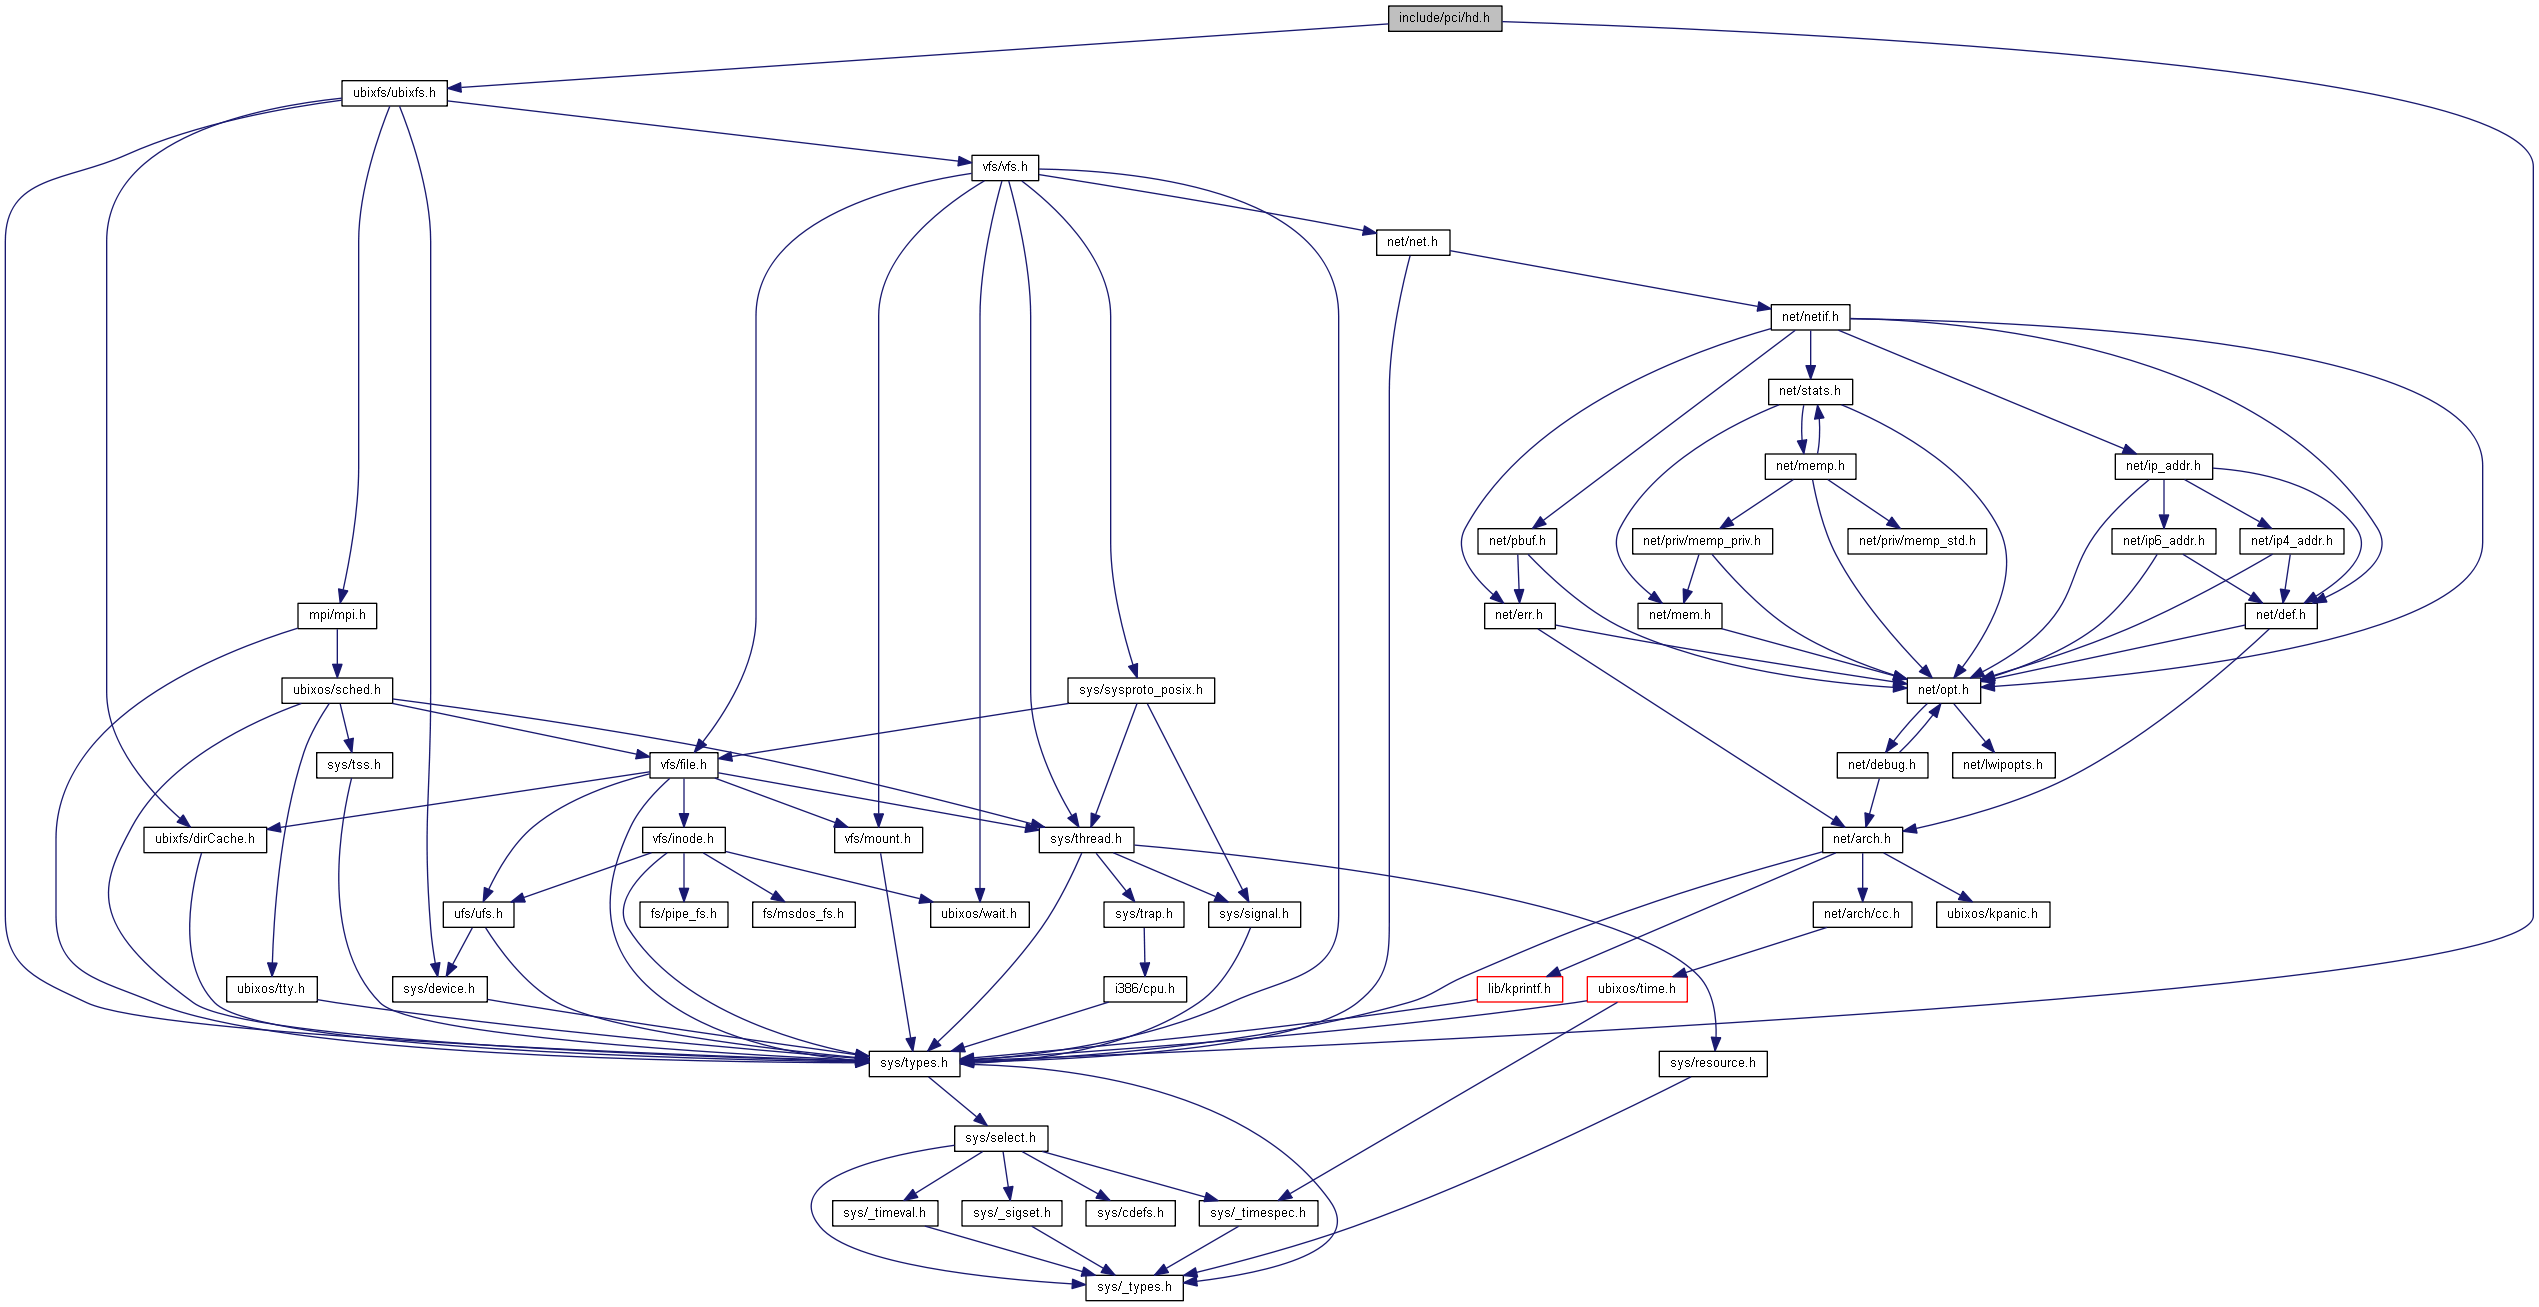 include/pci/hd.h
ubixfs/ubixfs.h
vfs/vfs.h
net/net.h
net/netif.h
net/stats.h
net/memp.h
net/ip_addr.h
net/pbuf.h
net/priv/memp_priv.h
net/priv/memp_std.h
net/ip6_addr.h
net/ip4_addr.h
mpi/mpi.h
net/err.h
net/mem.h
net/def.h
ubixos/sched.h
sys/sysproto_posix.h
net/opt.h
sys/tss.h
vfs/file.h
net/debug.h
net/lwipopts.h
ubixfs/dirCache.h
vfs/inode.h
vfs/mount.h
sys/thread.h
net/arch.h
ufs/ufs.h
fs/pipe_fs.h
fs/msdos_fs.h
ubixos/wait.h
sys/trap.h
sys/signal.h
net/arch/cc.h
ubixos/kpanic.h
ubixos/tty.h
sys/device.h
i386/cpu.h
lib/kprintf.h
ubixos/time.h
sys/types.h
sys/resource.h
sys/select.h
sys/_timeval.h
sys/_sigset.h
sys/cdefs.h
sys/_timespec.h
sys/_types.h